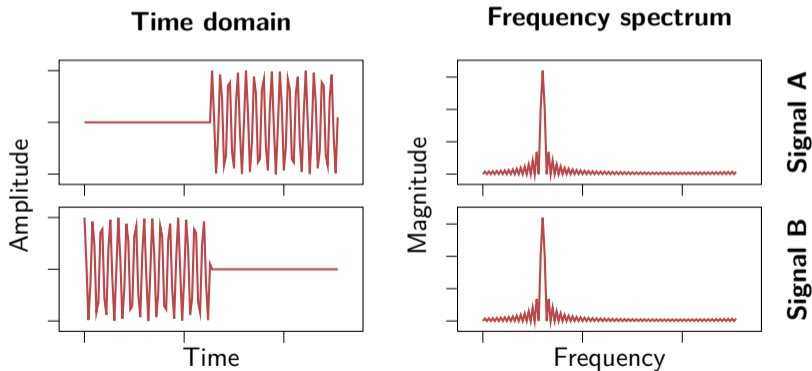 Time domain
Frequency spectrum
Amplitude
Magnitude
Signal A
Signal B
Time
Frequency